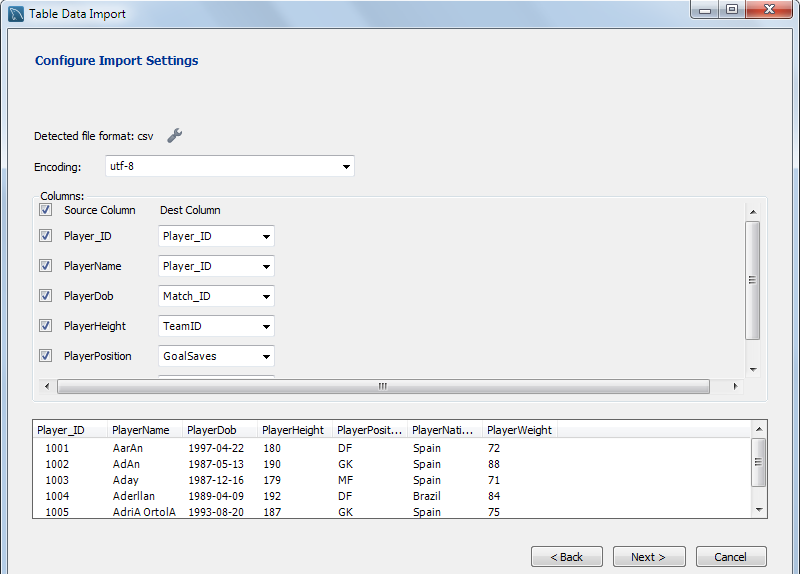 Table Data Import
Configure Import Settings
Detected file format: csv
Encoding: utf-8
Columns:
Source Column Dest Column
Player_ID Player_ID
PlayerName Player_ID
PlayerDob Match_ID
PlayerHeight TeamID
PlayerPosition GoalSaves
Player_ID PlayerName PlayerDob PlayerHeight PlayerPosit... PlayerNati... PlayerWeight
1001 AarAn 1997-04-22 180 DF Spain 72
1002 AdAn 1987-05-13 190 GK Spain 88
1003 Aday 1987-12-16 179 MF Spain 71
1004 Aderllan 1989-04-09 192 DF Brazil 84
1005 AdriA OrtolA 1993-08-20 187 GK Spain 75
< Back Next > Cancel